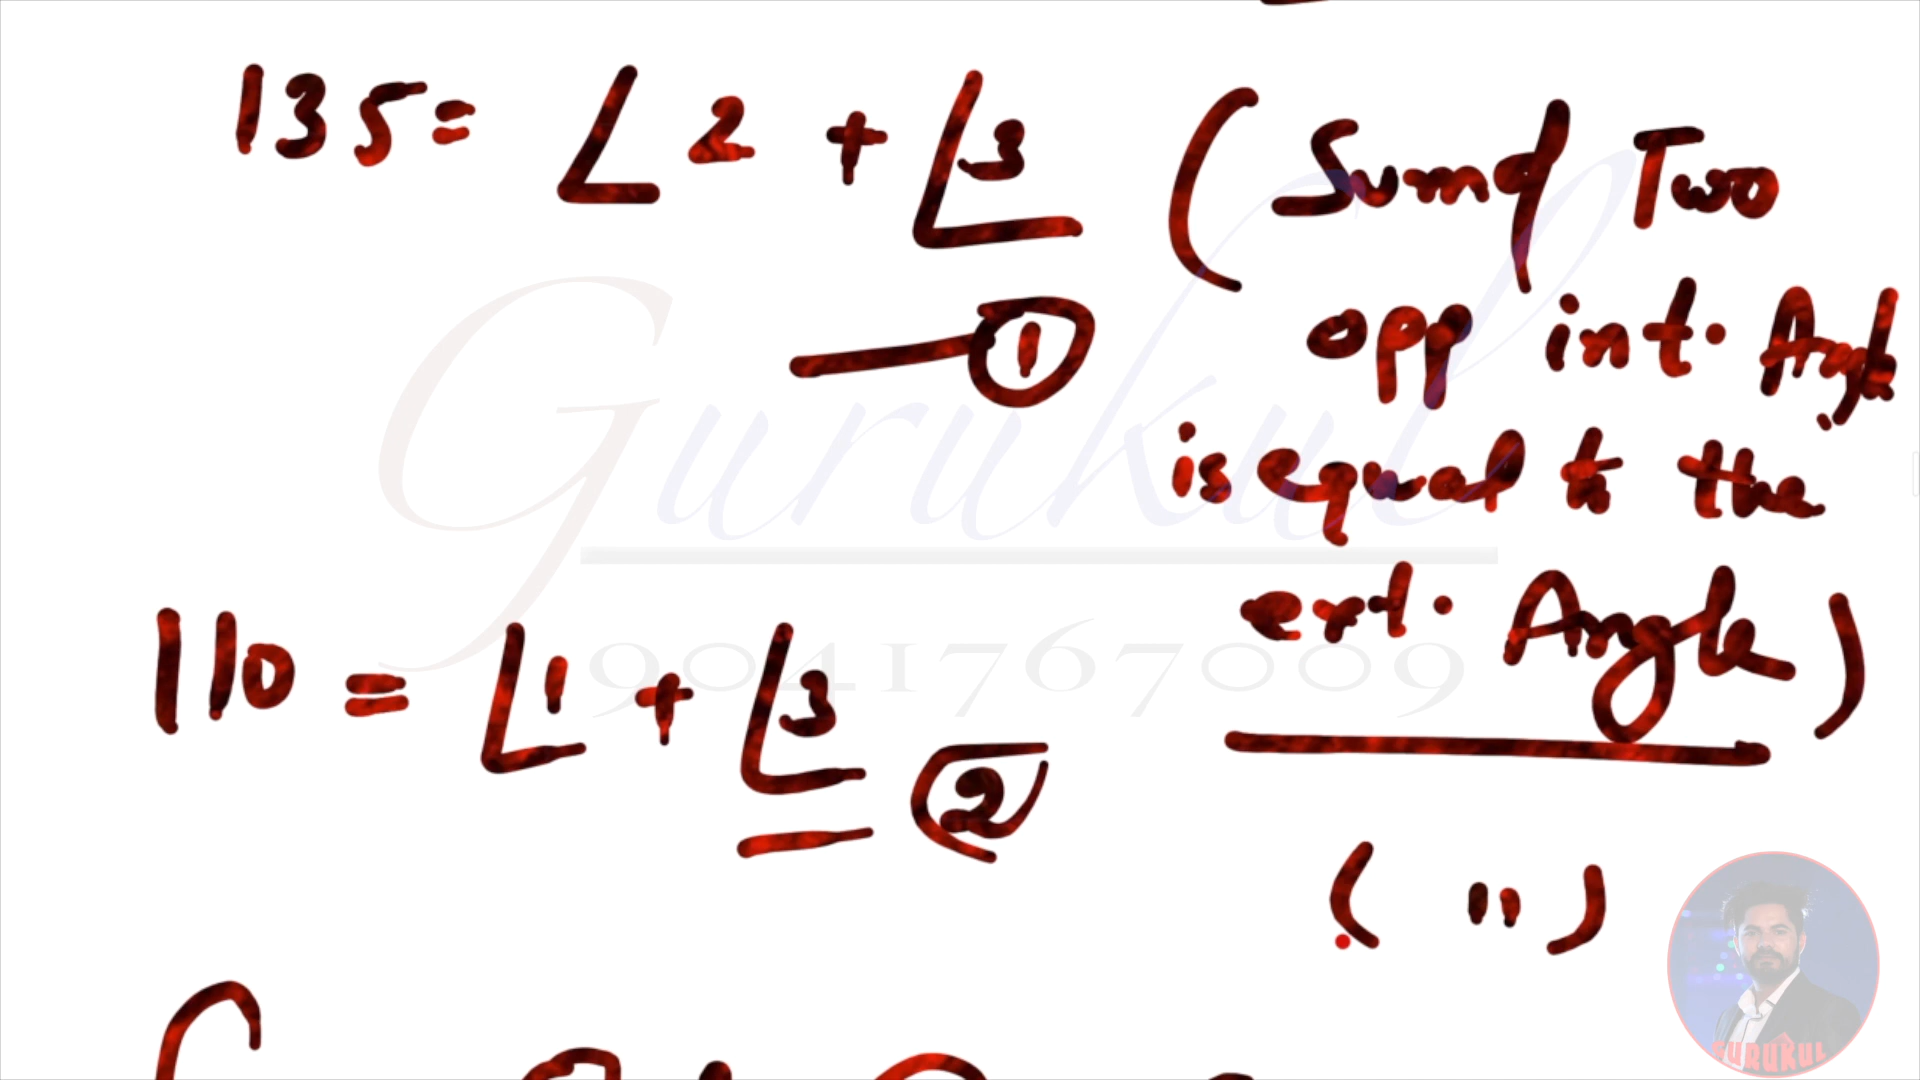 135 = ∠2 + ∠3 (Sum of Two
opp int. Angle
— ①
is equal to the
ext. Angle)
110 = ∠1 + ∠3 ②
( " )
Gurukul
9041767009
GURUKUL